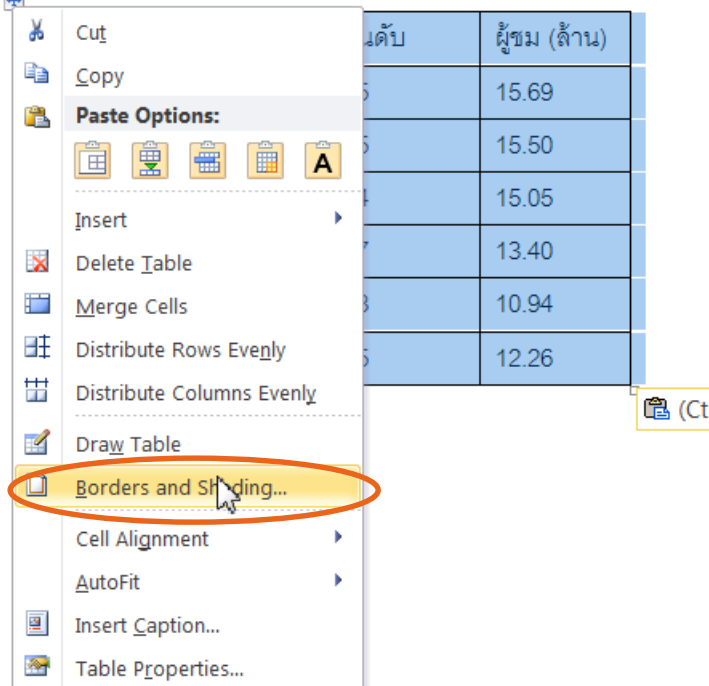 Cut
Copy
Paste Options:
A
Insert
Delete Table
Merge Cells
Distribute Rows Evenly
Distribute Columns Evenly
Draw Table
Borders and Shading...
Cell Alignment
AutoFit
Insert Caption...
Table Properties...
ผู้ชม (ล้าน)
15.69
15.50
15.05
13.40
10.94
12.26
(Ct